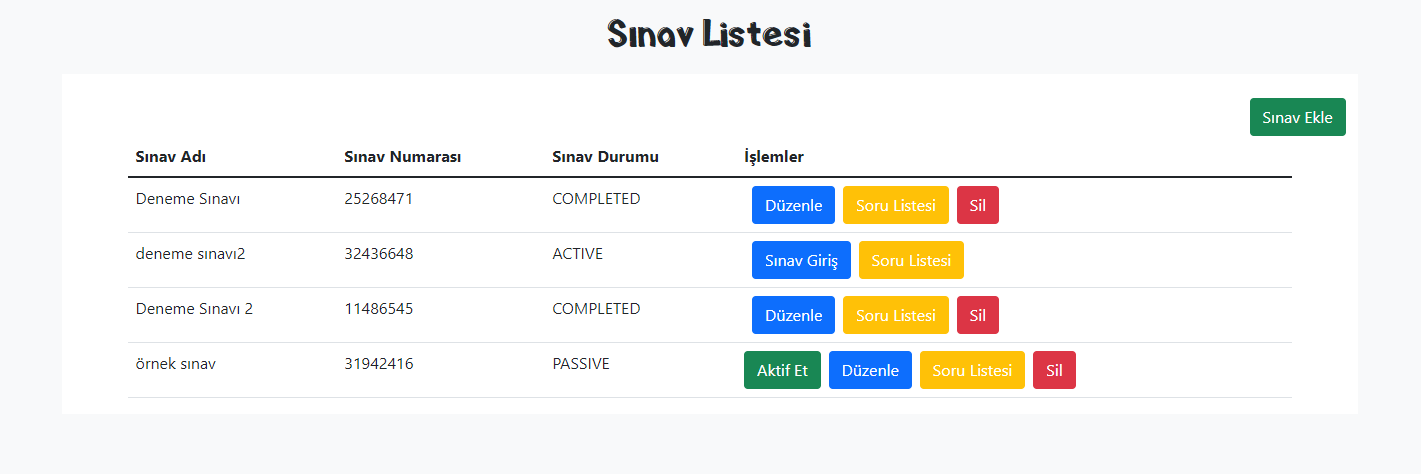 Sınav Listesi
Sınav Ekle
Sınav Adı Sınav Numarası Sınav Durumu İşlemler
Deneme Sınavı 25268471 COMPLETED Düzenle Soru Listesi Sil
deneme sınavı2 32436648 ACTIVE Sınav Giriş Soru Listesi
Deneme Sınavı 2 11486545 COMPLETED Düzenle Soru Listesi Sil
örnek sınav 31942416 PASSIVE Aktif Et Düzenle Soru Listesi Sil